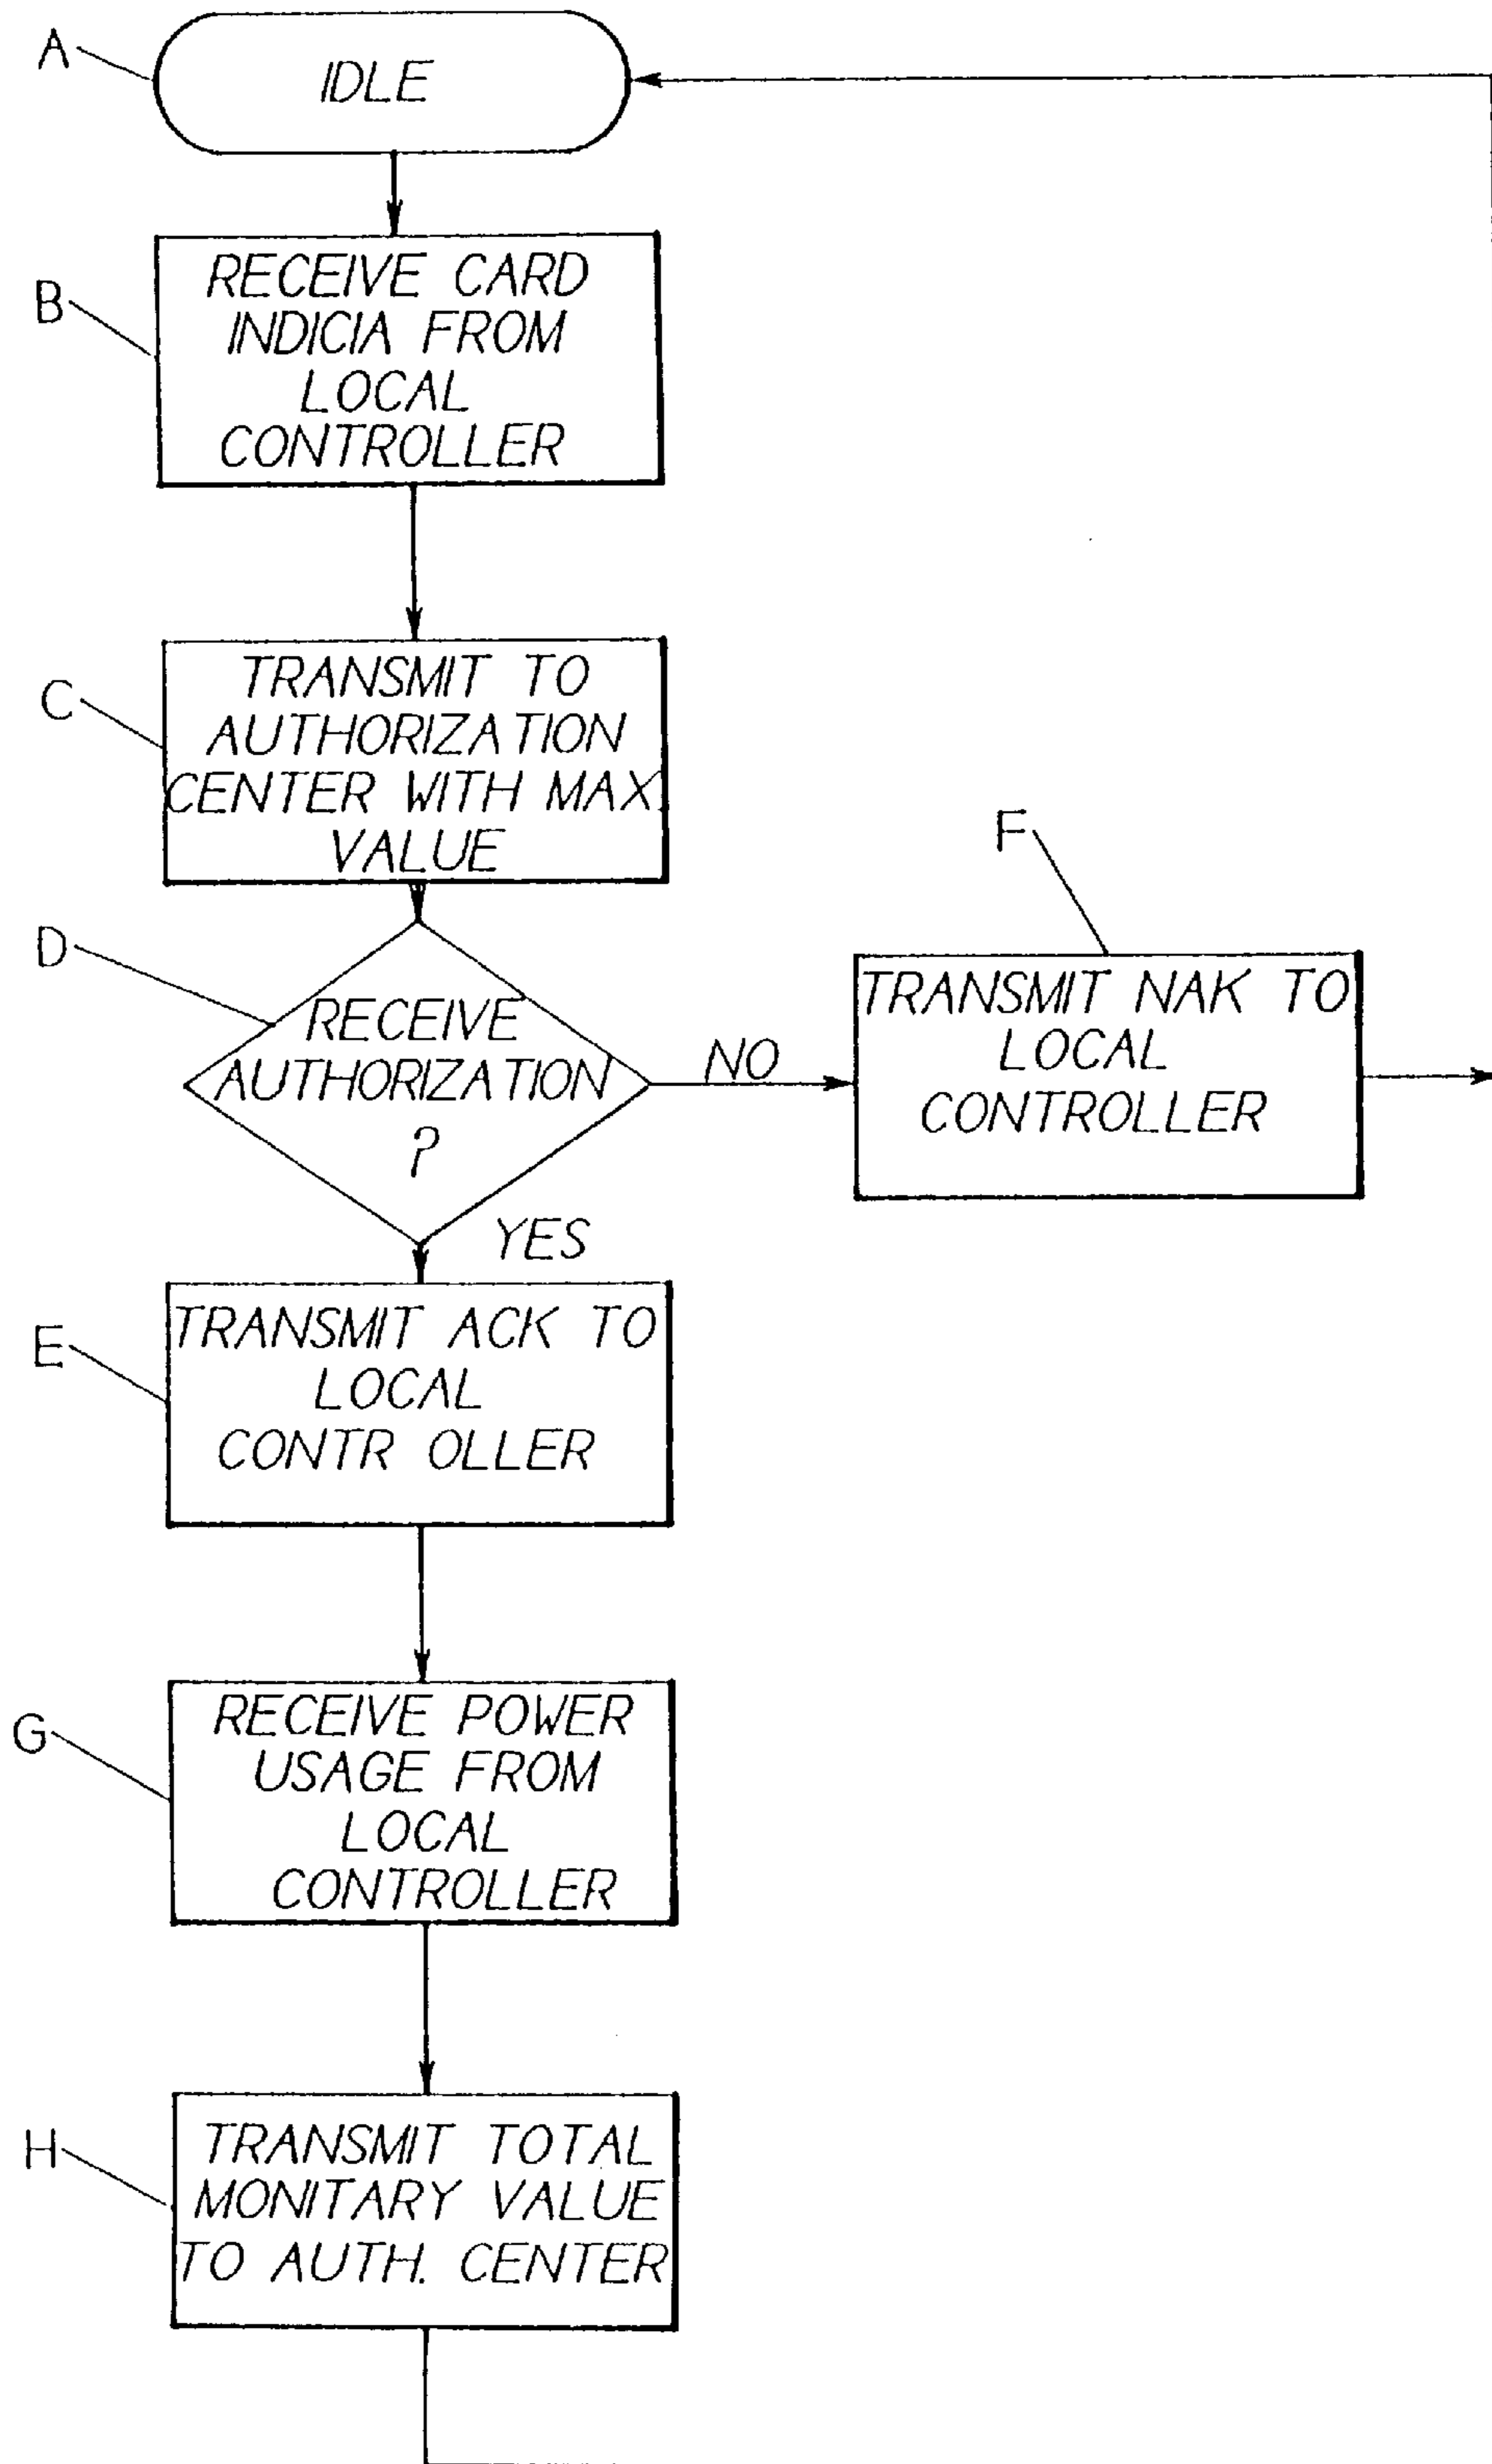 A
IDLE
B
RECEIVE CARD
INDICIA FROM
LOCAL
CONTROLLER
C
TRANSMIT TO
AUTHORIZATION
CENTER WITH MAX.
VALUE
D
RECEIVE
AUTHORIZATION
?
NO
F
TRANSMIT NAK TO
LOCAL
CONTROLLER
YES
E
TRANSMIT ACK TO
LOCAL
CONTR OLLER
G
RECEIVE POWER
USAGE FROM
LOCAL
CONTROLLER
H
TRANSMIT TOTAL
MONITARY VALUE
TO AUTH. CENTER